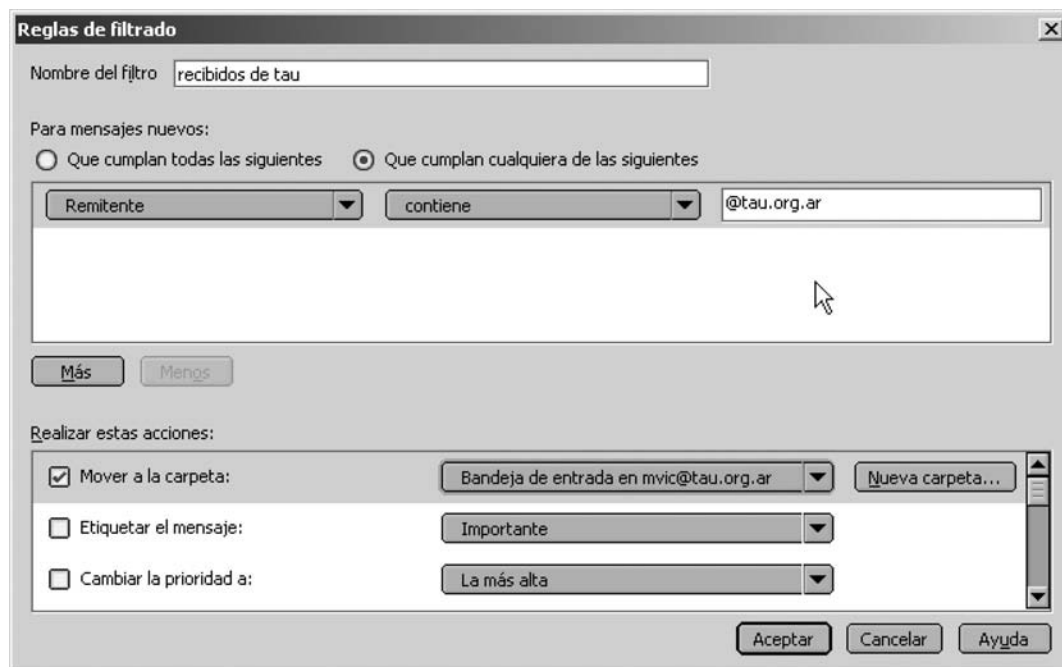 Reglas de filtrado
Nombre del filtro recibidos de tau
Para mensajes nuevos:
Que cumplan todas las siguientes Que cumplan cualquiera de las siguientes
Remitente contiene @tau.org.ar
Más Menos
Realizar estas acciones:
Mover a la carpeta: Bandeja de entrada en mvic@tau.org.ar Nueva carpeta...
Etiquetar el mensaje: Importante
Cambiar la prioridad a: La más alta
Aceptar Cancelar Ayuda